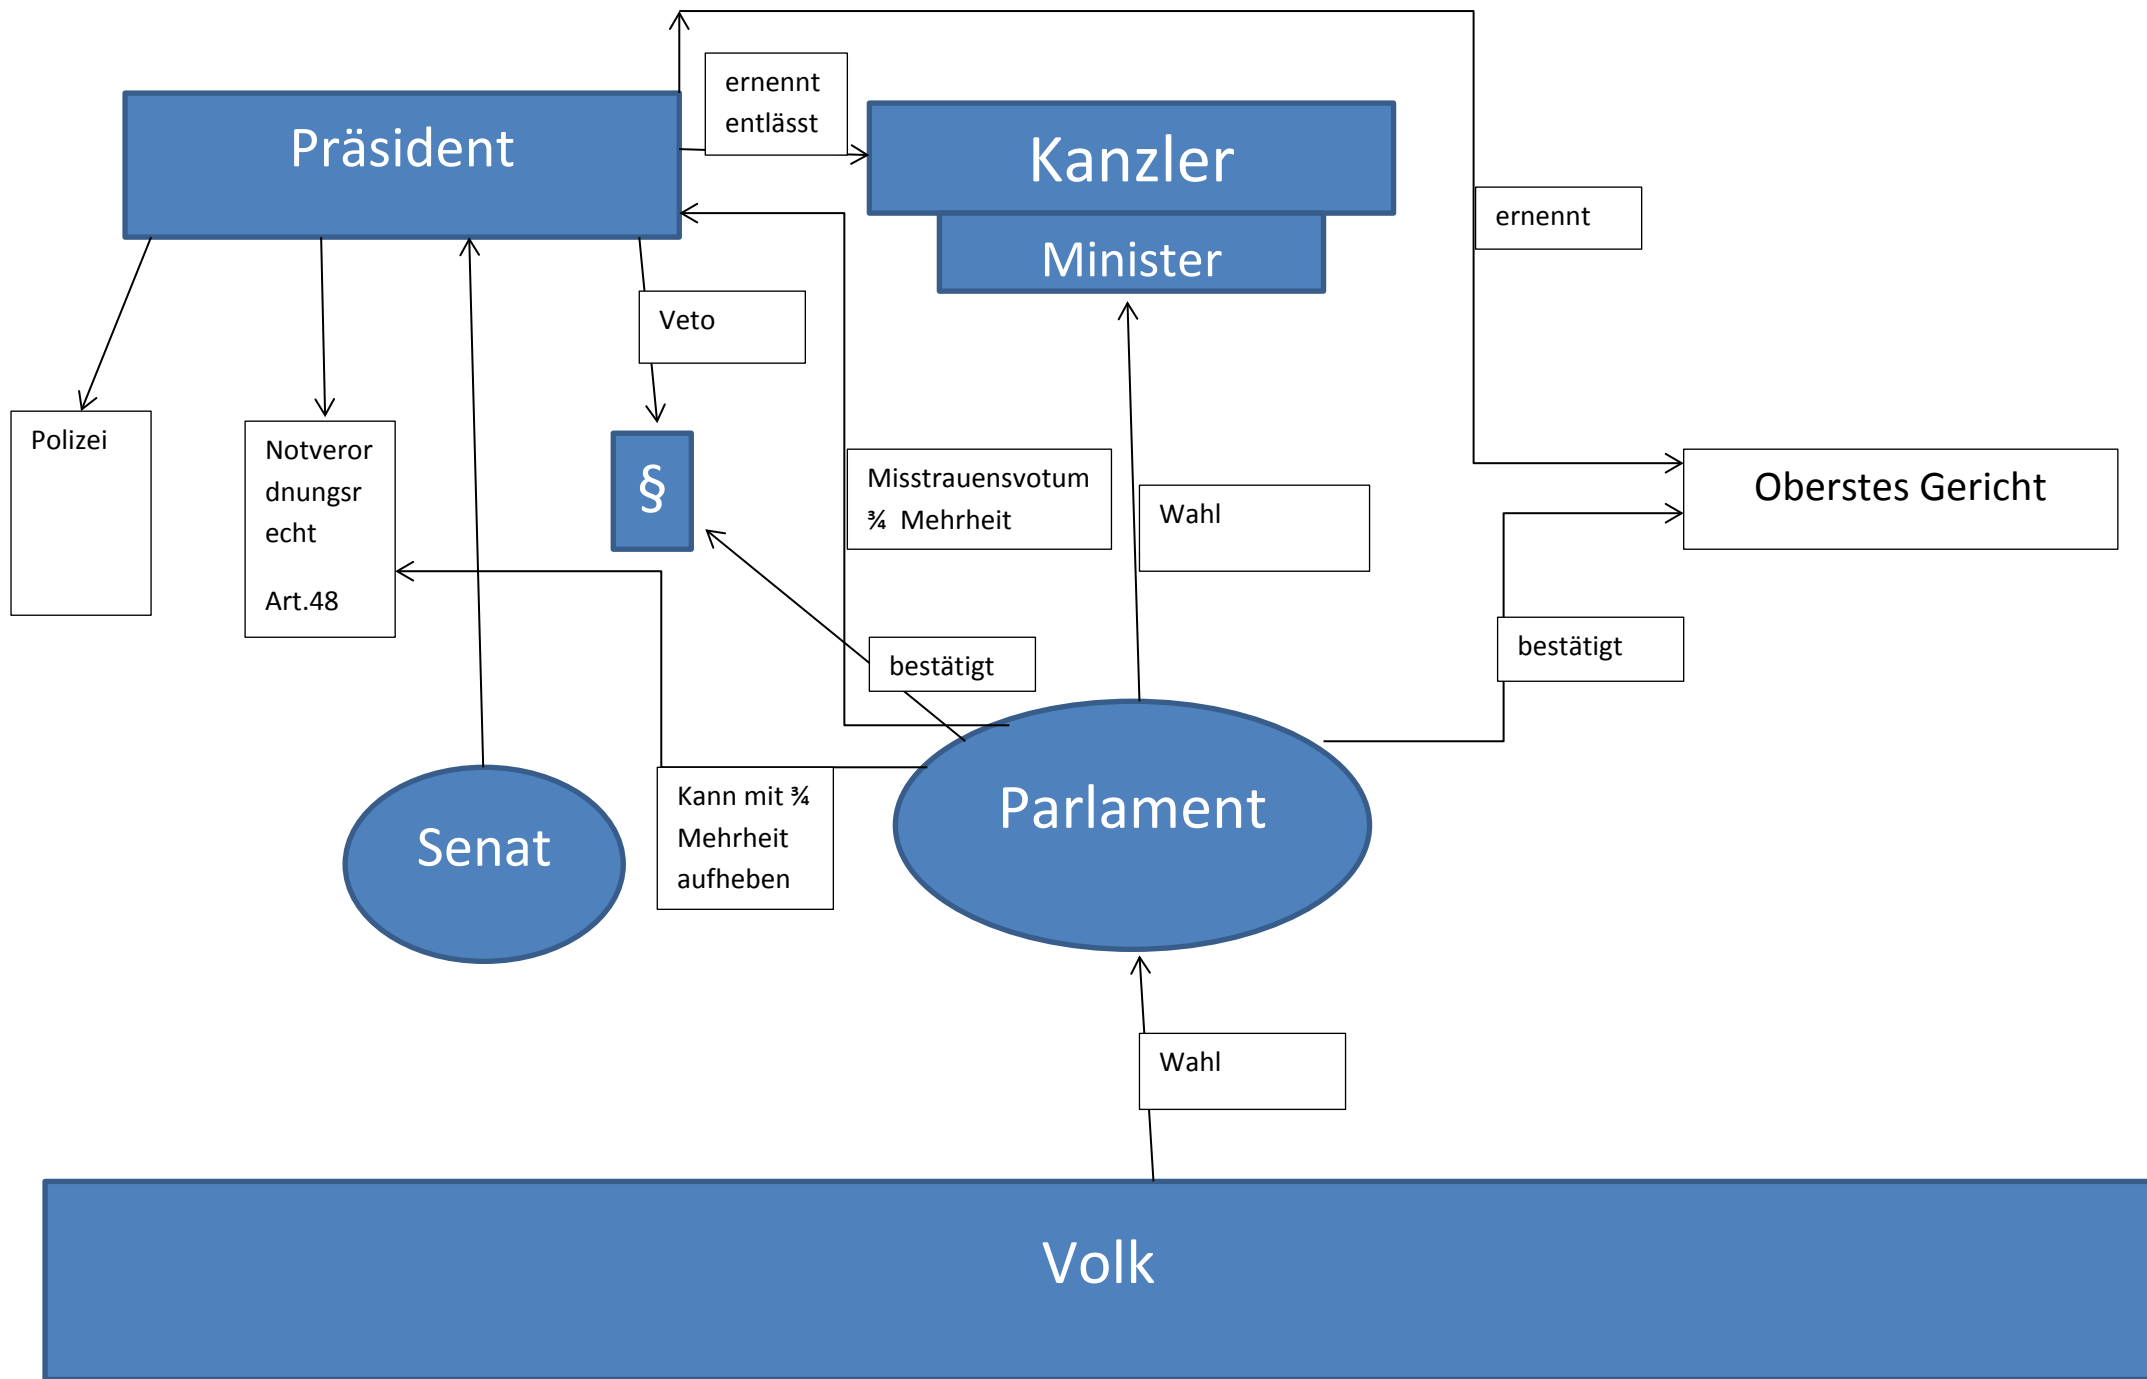 ernennt
entlässt
Präsident
Kanzler
ernennt
Minister
Veto
Polizei
Notveror
dnungsr
echt
Art.48
§
Misstrauensvotum
¾ Mehrheit
Wahl
Oberstes Gericht
bestätigt
bestätigt
Kann mit ¾
Mehrheit
aufheben
Parlament
Senat
Wahl
Volk